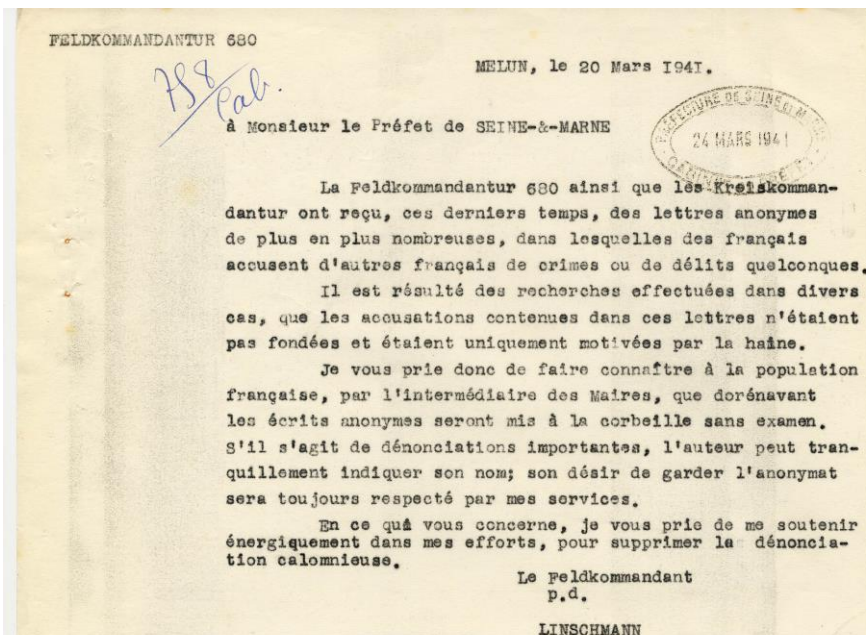 FELDKOMMANDANTUR 680
758/Cab.
MELUN, le 20 Mars I94I.
à Monsieur le Préfet de SEINE-&-MARNE
PREFECTURE DE SEINE ET MARNE
24 MARS 1941
La Feldkommandantur 680 ainsi que les Kreiskomman-
dantur ont reçu, ces derniers temps, des lettres anonymes
de plus en plus nombreuses, dans lesquelles des français
accusent d'autres français de crimes ou de délits quelconques.
Il est résulté des recherches effectuées dans divers
cas, que les accusations contenues dans ces lettres n'étaient
pas fondées et étaient uniquement motivées par la haine.
Je vous prie donc de faire connaître à la population
française, par l'intermédiaire des Maires, que dorénavant
les écrits anonymes seront mis à la corbeille sans examen.
S'il s'agit de dénonciations importantes, l'auteur peut tran-
quillement indiquer son nom; son désir de garder l'anonymat
sera toujours respecté par mes services.
En ce qui vous concerne, je vous prie de me soutenir
énergiquement dans mes efforts, pour supprimer la dénoncia-
tion calomnieuse.
Le Feldkommandant
p.d.
LINSCHMANN